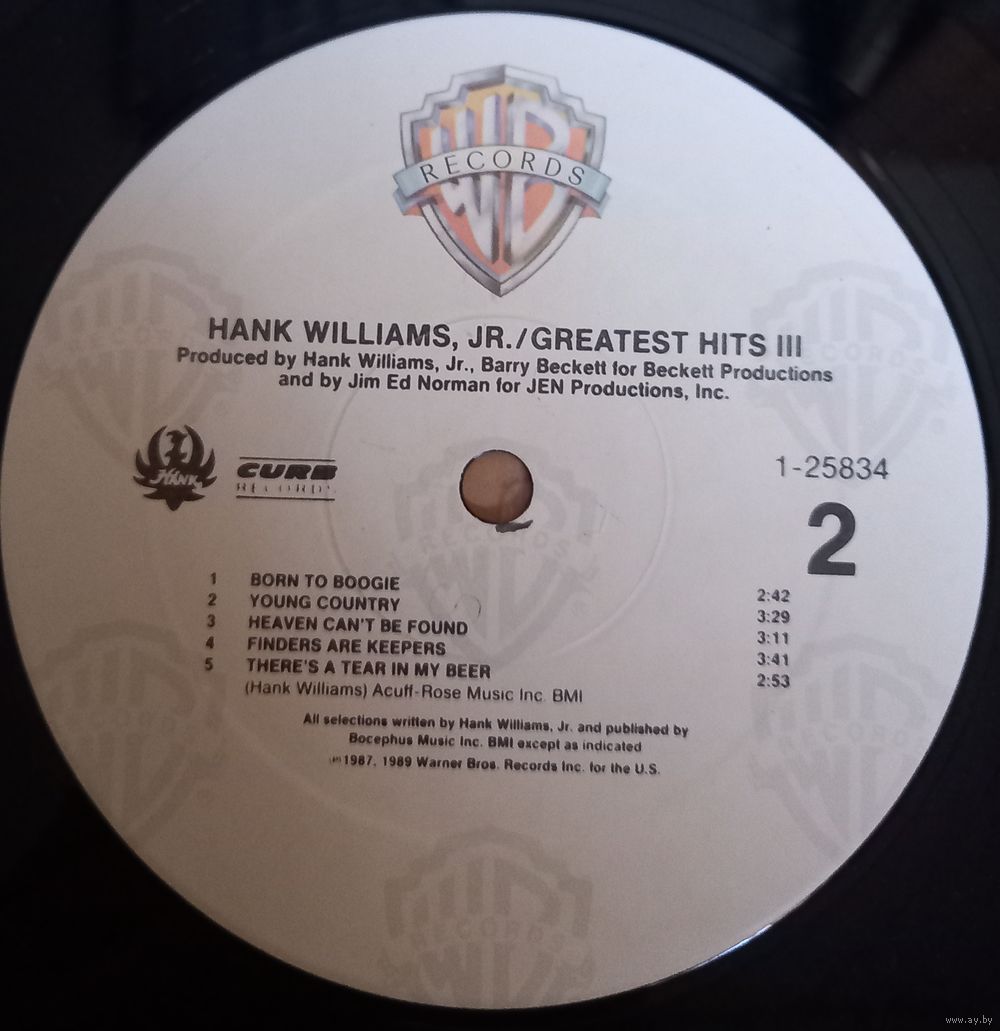 WB
RECORDS
HANK WILLIAMS, JR./GREATEST HITS III
Produced by Hank Williams, Jr., Barry Beckett for Beckett Productions
and by Jim Ed Norman for JEN Productions, Inc.
HANK
CURB
RECORDS
1-25834
2
1 BORN TO BOOGIE 2:42
2 YOUNG COUNTRY 3:29
3 HEAVEN CAN'T BE FOUND 3:11
4 FINDERS ARE KEEPERS 3:41
5 THERE'S A TEAR IN MY BEER 2:53
(Hank Williams) Acuff-Rose Music Inc. BMI
All selections written by Hank Williams, Jr. and published by
Bocephus Music Inc. BMI except as indicated
℗1987, 1989 Warner Bros. Records Inc. for the U.S.
www.ay.by